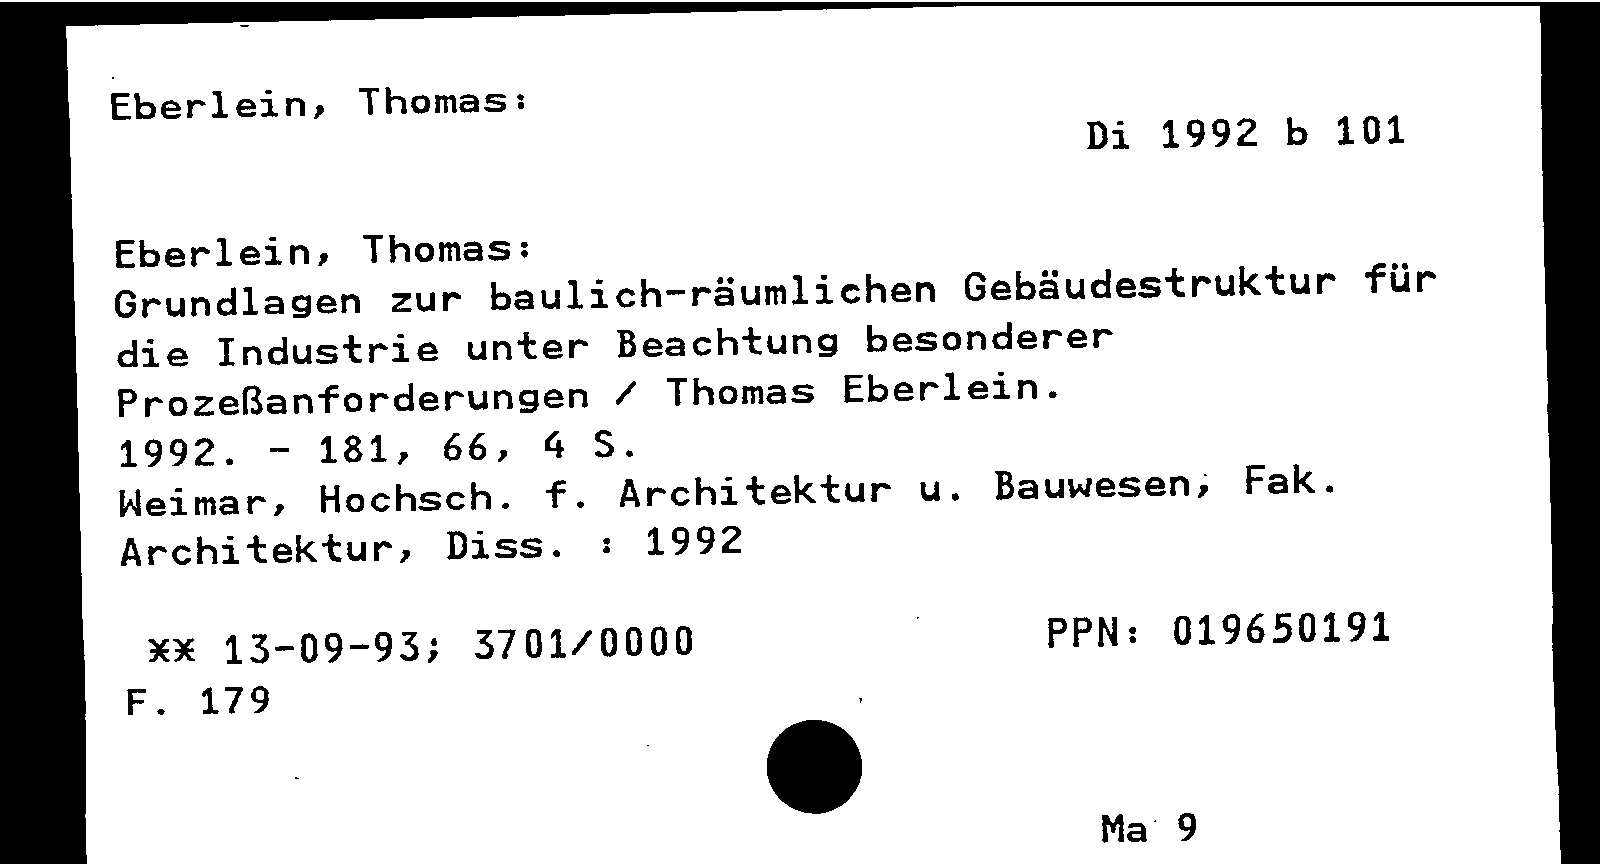 Eberlein, Thomas:
Di 1992 b 101
Eberlein, Thomas:
Grundlagen zur baulich-räumlichen Gebäudestruktur für
die Industrie unter Beachtung besonderer
Prozeßanforderungen / Thomas Eberlein.
1992. - 181, 66, 4 S.
Weimar, Hochsch. f. Architektur u. Bauwesen, Fak.
Architektur, Diss. : 1992
** 13-09-93; 3701/0000
PPN: 019650191
F. 179
Ma 9